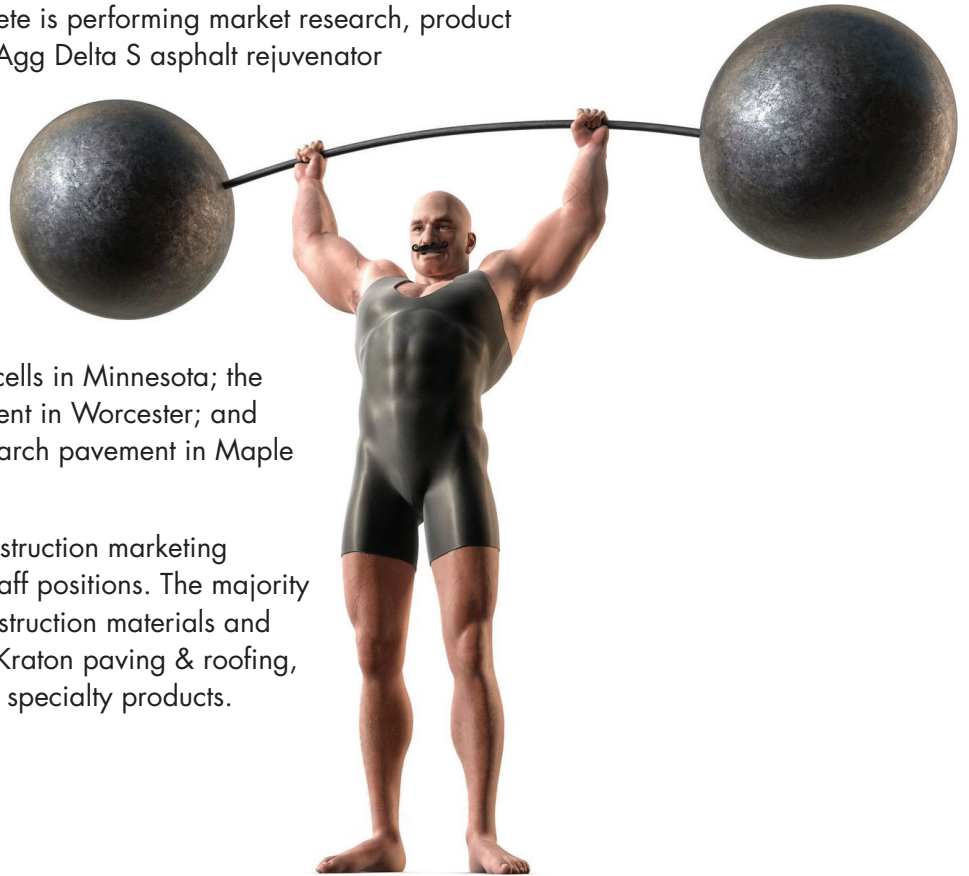 ete is performing market research, product
Agg Delta S asphalt rejuvenator
cells in Minnesota; the
ent in Worcester; and
arch pavement in Maple
struction marketing
aff positions. The majority
struction materials and
Kraton paving & roofing,
specialty products.